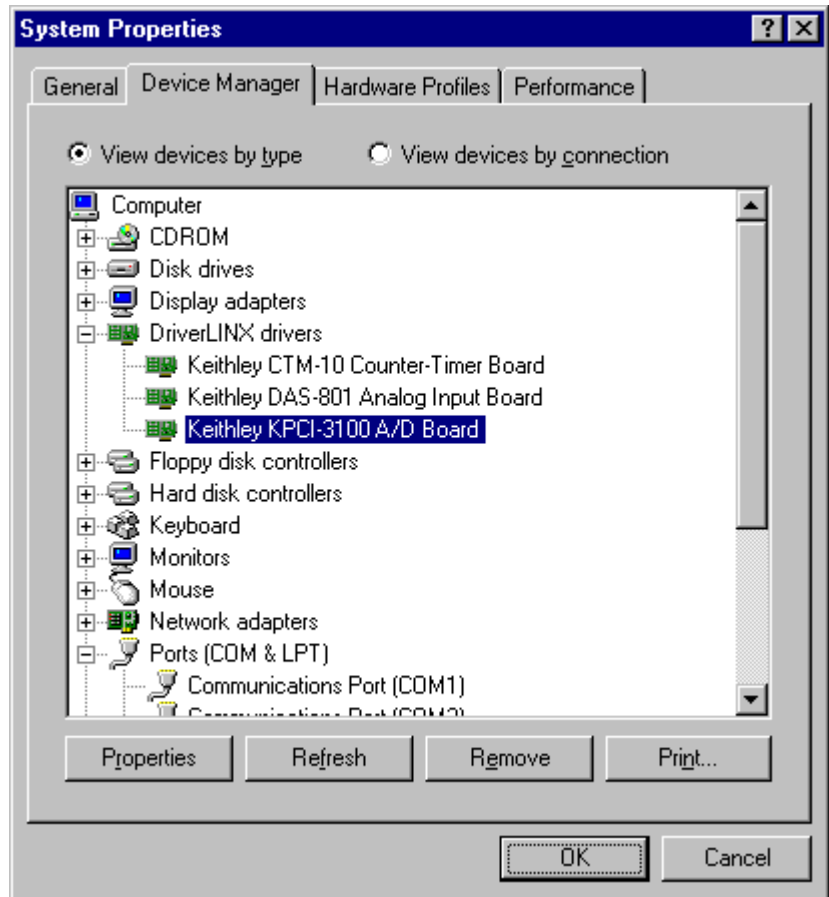 System Properties
General Device Manager Hardware Profiles Performance
View devices by type View devices by connection
Computer
CDROM
Disk drives
Display adapters
DriverLINX drivers
Keithley CTM-10 Counter-Timer Board
Keithley DAS-801 Analog Input Board
Keithley KPCI-3100 A/D Board
Floppy disk controllers
Hard disk controllers
Keyboard
Monitors
Mouse
Network adapters
Ports (COM & LPT)
Communications Port (COM1)
Communications Port (COM2)
Properties Refresh Remove Print...
OK Cancel